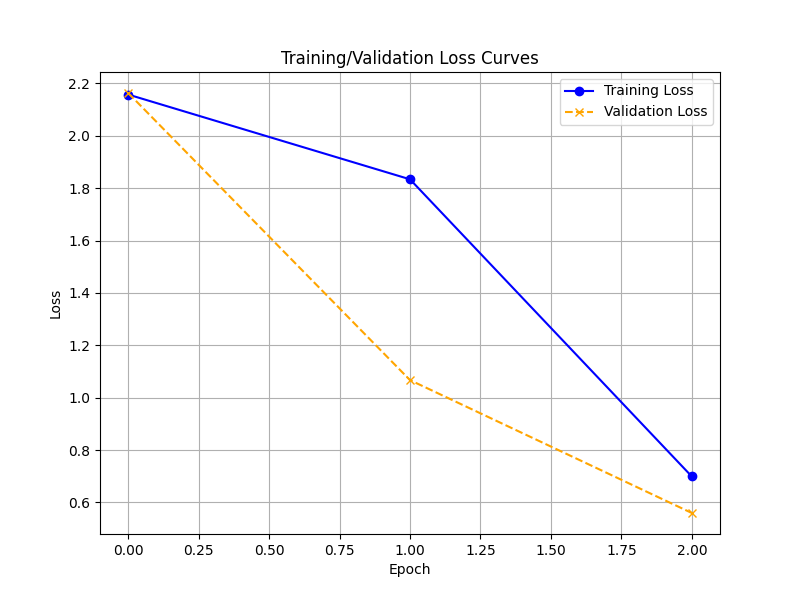 Training/Validation Loss Curves
Training Loss
Validation Loss
Loss
2.2
2.0
1.8
1.6
1.4
1.2
1.0
0.8
0.6
0.00 0.25 0.50 0.75 1.00 1.25 1.50 1.75 2.00
Epoch